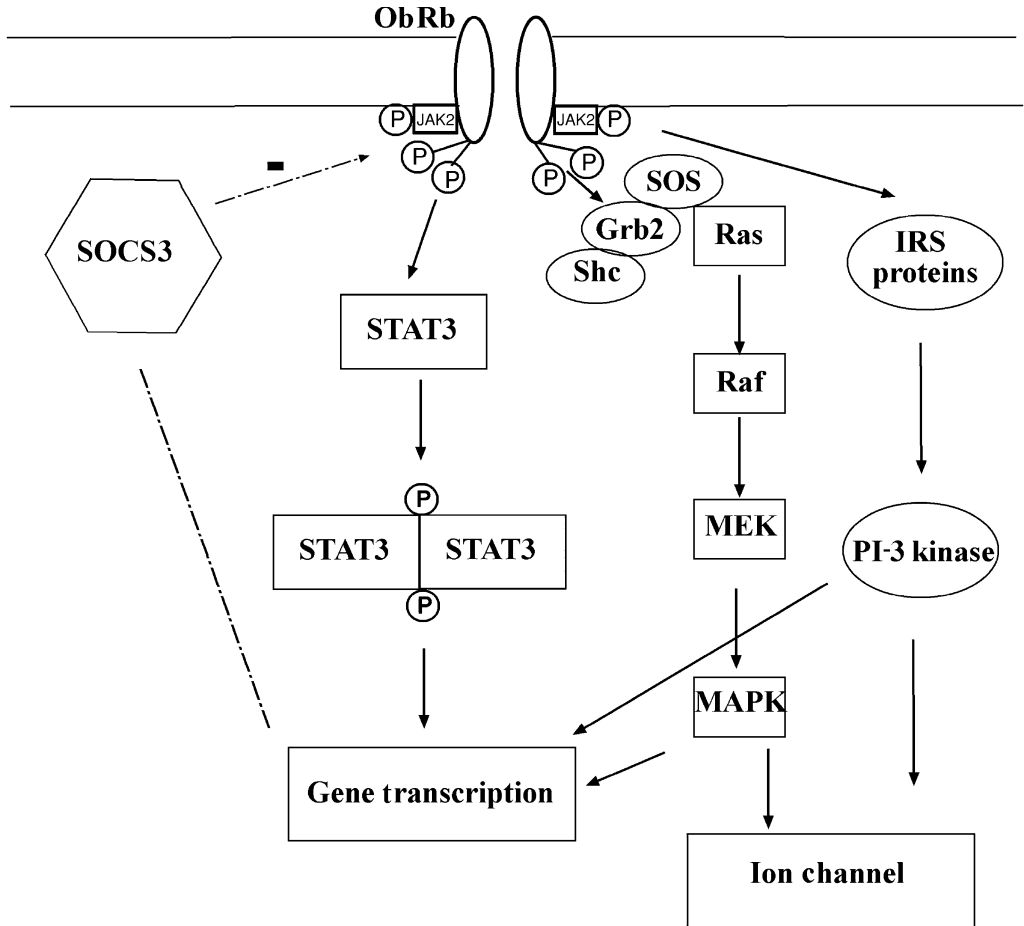 ObRb
P JAK2 JAK2 P
P P P P
SOS
Grb2
Shc
Ras
IRS
proteins
SOCS3
-
STAT3
Raf
P
STAT3 STAT3
P
MEK
PI-3 kinase
MAPK
Gene transcription
Ion channel